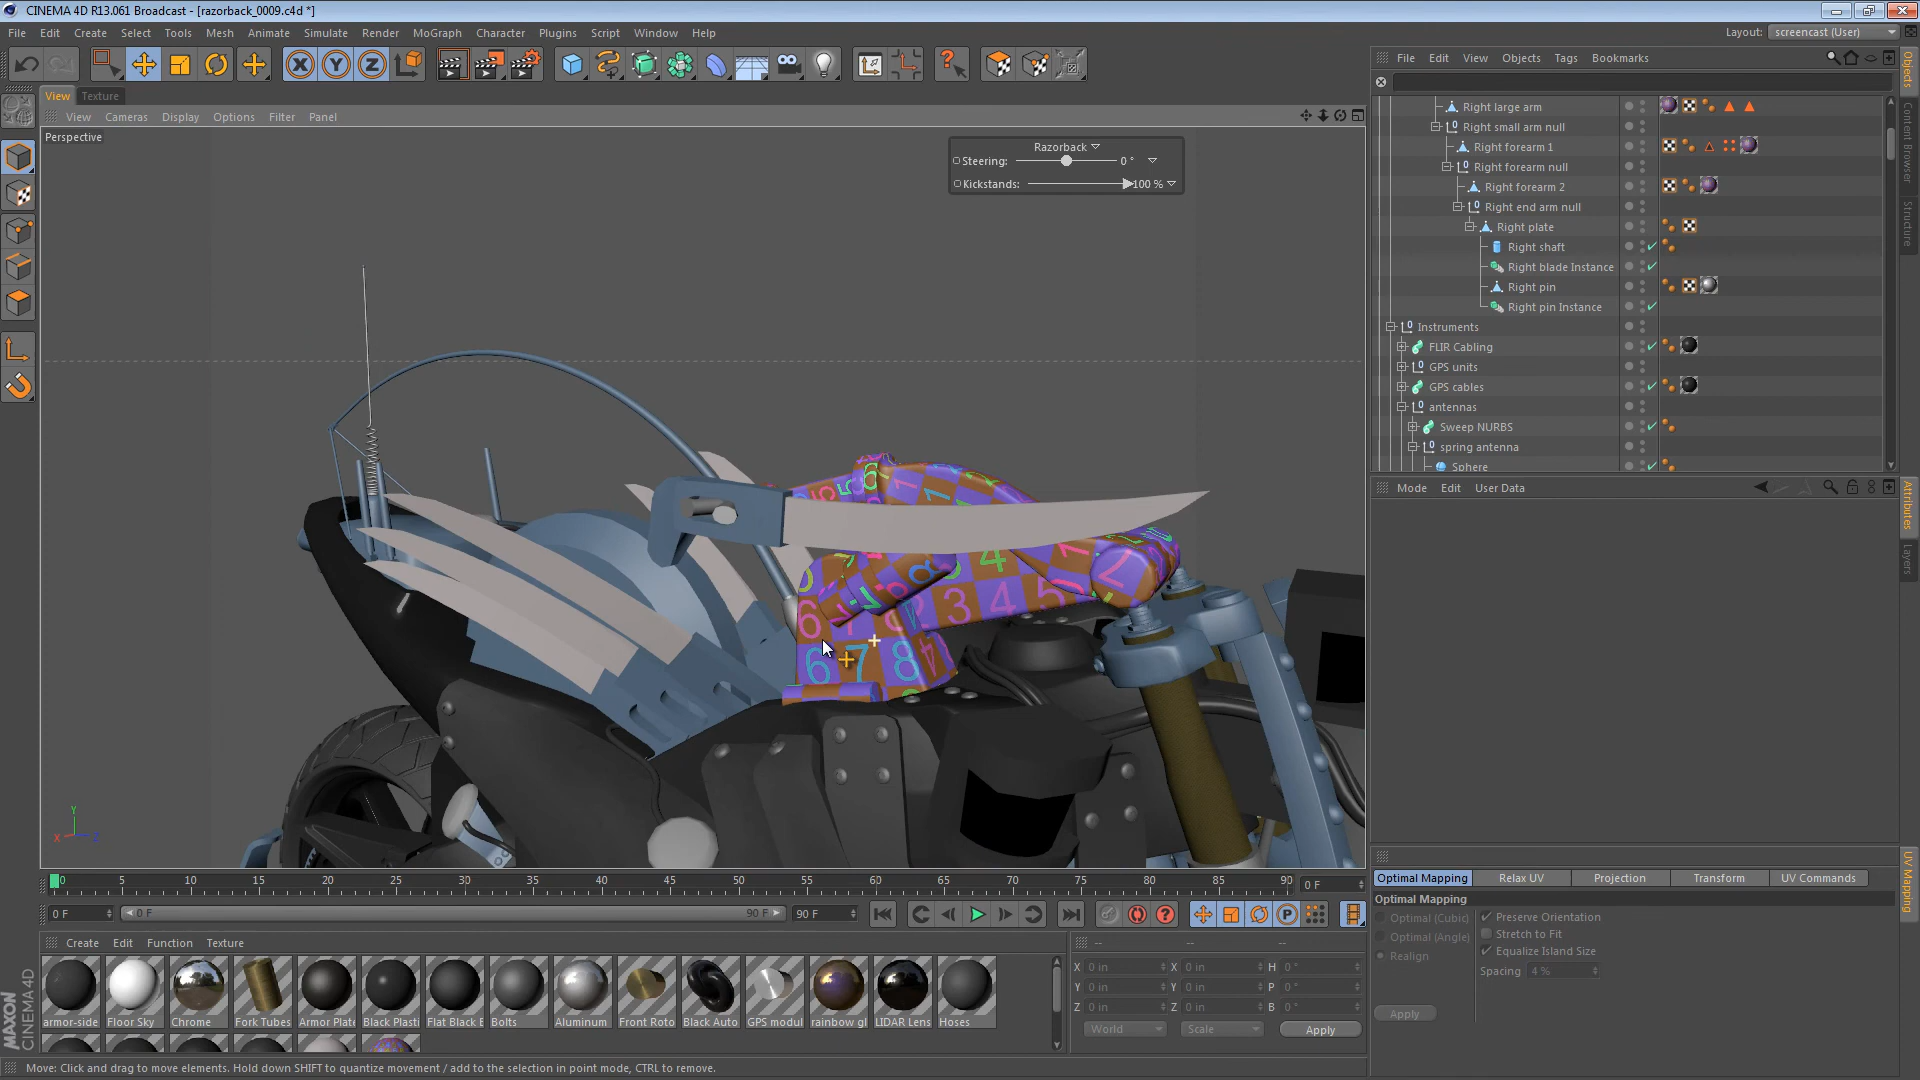 CINEMA 4D R13.061 Broadcast - [razorback_0009.c4d *]
File Edit Create Select Tools Mesh Animate Simulate Render MoGraph Character Plugins Script Window Help
Layout: screencast (User)
View Texture
View Cameras Display Options Filter Panel
Perspective
Razorback
Steering: 0 °
Kickstands: 100 %
File Edit View Objects Tags Bookmarks
Right large arm
Right small arm null
Right forearm 1
Right forearm null
Right forearm 2
Right end arm null
Right plate
Right shaft
Right blade Instance
Right pin
Right pin Instance
Instruments
FLIR Cabling
GPS units
GPS cables
antennas
Sweep NURBS
spring antenna
Sphere
Objects
Content Browser
Structure
Mode Edit User Data
Attributes
Layers
UV Mapping
Optimal Mapping Relax UV Projection Transform UV Commands
Optimal Mapping
Optimal (Cubic) Preserve Orientation
Optimal (Angle) Stretch to Fit
Realign Equalize Island Size
Spacing 4 %
Apply
Y
X Z
0 5 10 15 20 25 30 35 40 45 50 55 60 65 70 75 80 85 90 0 F
0 F 0 F 90 F 90 F
Create Edit Function Texture
armor-side Floor Sky Chrome Fork Tubes Armor Plate Black Plasti Flat Black E Bolts Aluminum Front Roto Black Auto GPS modul rainbow gl LIDAR Lens Hoses
-- -- --
X 0 in X 0 in H 0 °
Y 0 in Y 0 in P 0 °
Z 0 in Z 0 in B 0 °
World Scale Apply
MAXON
CINEMA 4D
Move: Click and drag to move elements. Hold down SHIFT to quantize movement / add to the selection in point mode, CTRL to remove.